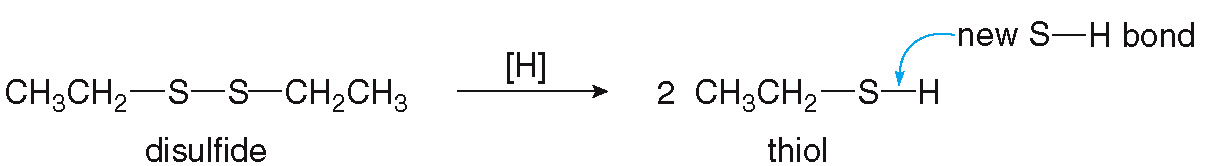 new S—H bond
[H]
CH₃CH₂—S—S—CH₂CH₃ 2 CH₃CH₂—S—H
disulfide thiol